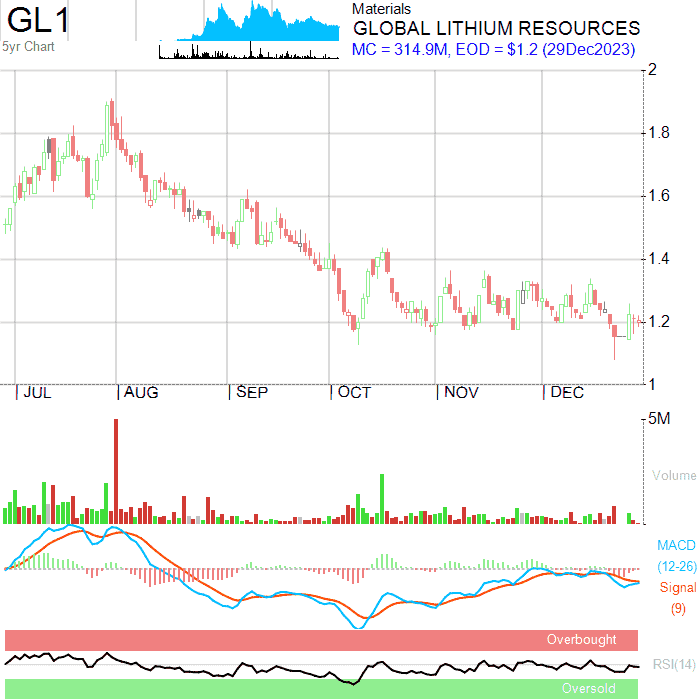 GL1
5yr Chart
Materials
GLOBAL LITHIUM RESOURCES
MC = 314.9M, EOD = $1.2 (29Dec2023)
2
1.8
1.6
1.4
1.2
1
JUL AUG SEP OCT NOV DEC
5M
Volume
MACD
(12-26)
Signal
(9)
Overbought
RSI(14)
Oversold